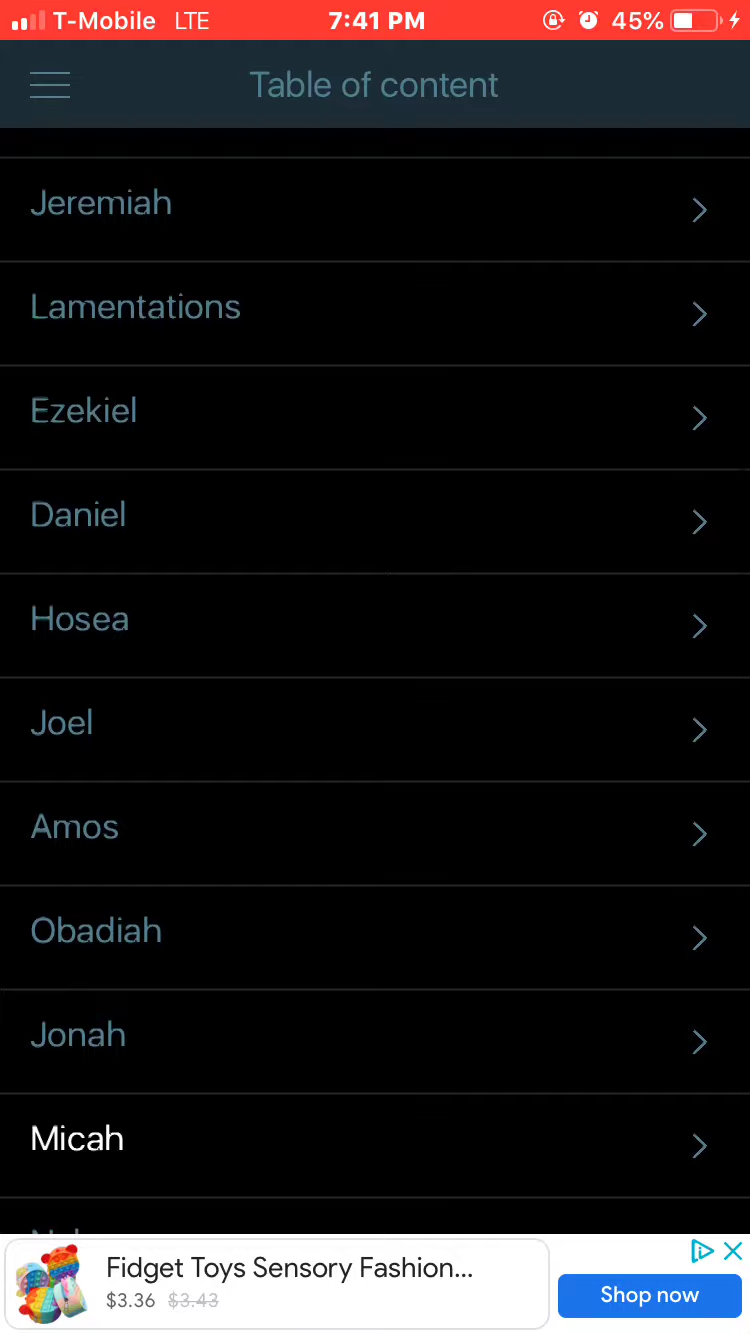 T-Mobile LTE 7:41 PM 45%
Table of content
Jeremiah
Lamentations
Ezekiel
Daniel
Hosea
Joel
Amos
Obadiah
Jonah
Micah
Fidget Toys Sensory Fashion...
$3.36 $3.43
Shop now